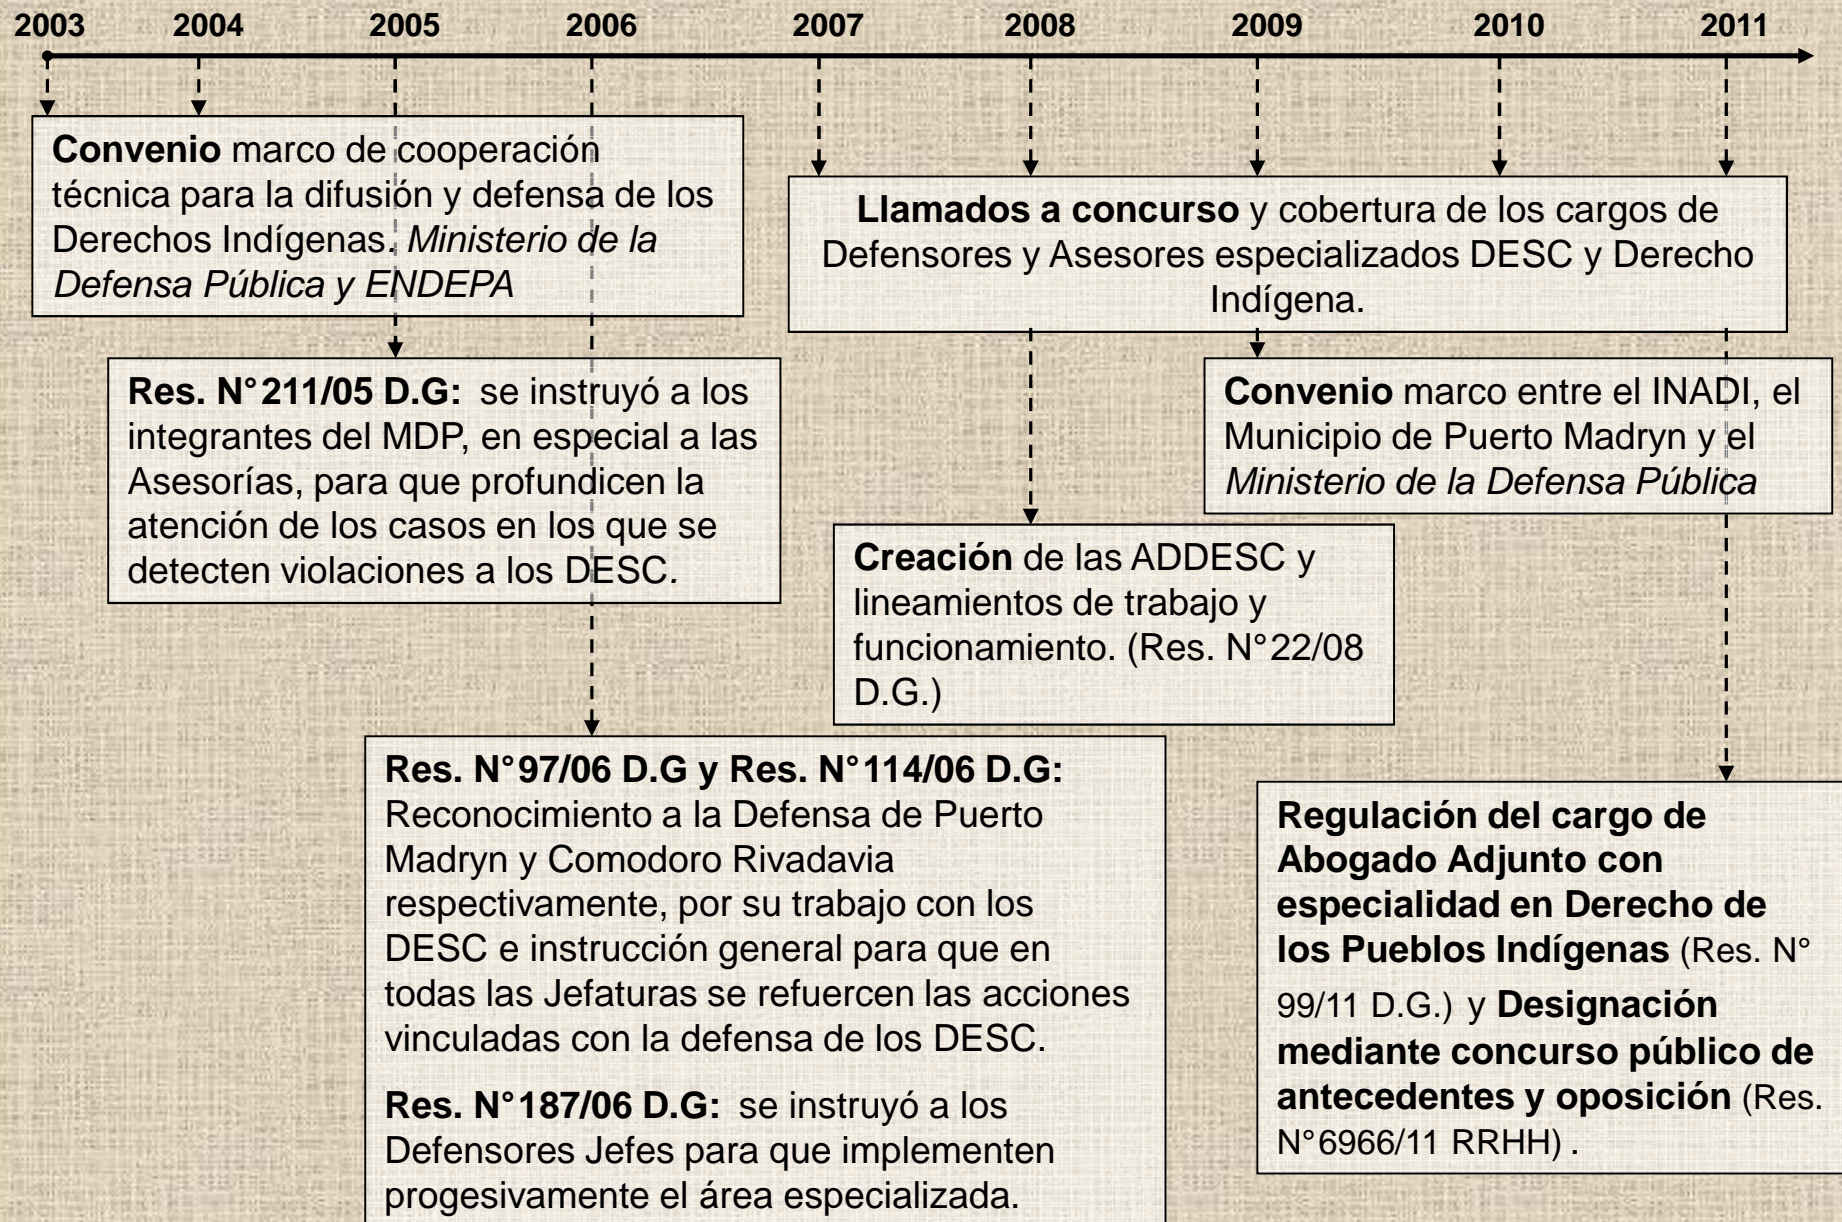 2003 2004 2005 2006 2007 2008 2009 2010 2011
Convenio marco de cooperación
técnica para la difusión y defensa de los
Derechos Indígenas. Ministerio de la
Defensa Pública y ENDEPA
Llamados a concurso y cobertura de los cargos de
Defensores y Asesores especializados DESC y Derecho
Indígena.
Res. N°211/05 D.G: se instruyó a los
integrantes del MDP, en especial a las
Asesorías, para que profundicen la
atención de los casos en los que se
detecten violaciones a los DESC.
Convenio marco entre el INADI, el
Municipio de Puerto Madryn y el
Ministerio de la Defensa Pública
Creación de las ADDESC y
lineamientos de trabajo y
funcionamiento. (Res. N°22/08
D.G.)
Res. N°97/06 D.G y Res. N°114/06 D.G:
Reconocimiento a la Defensa de Puerto
Madryn y Comodoro Rivadavia
respectivamente, por su trabajo con los
DESC e instrucción general para que en
todas las Jefaturas se refuercen las acciones
vinculadas con la defensa de los DESC.
Res. N°187/06 D.G: se instruyó a los
Defensores Jefes para que implementen
progesivamente el área especializada.
Regulación del cargo de
Abogado Adjunto con
especialidad en Derecho de
los Pueblos Indígenas (Res. N°
99/11 D.G.) y Designación
mediante concurso público de
antecedentes y oposición (Res.
N°6966/11 RRHH) .